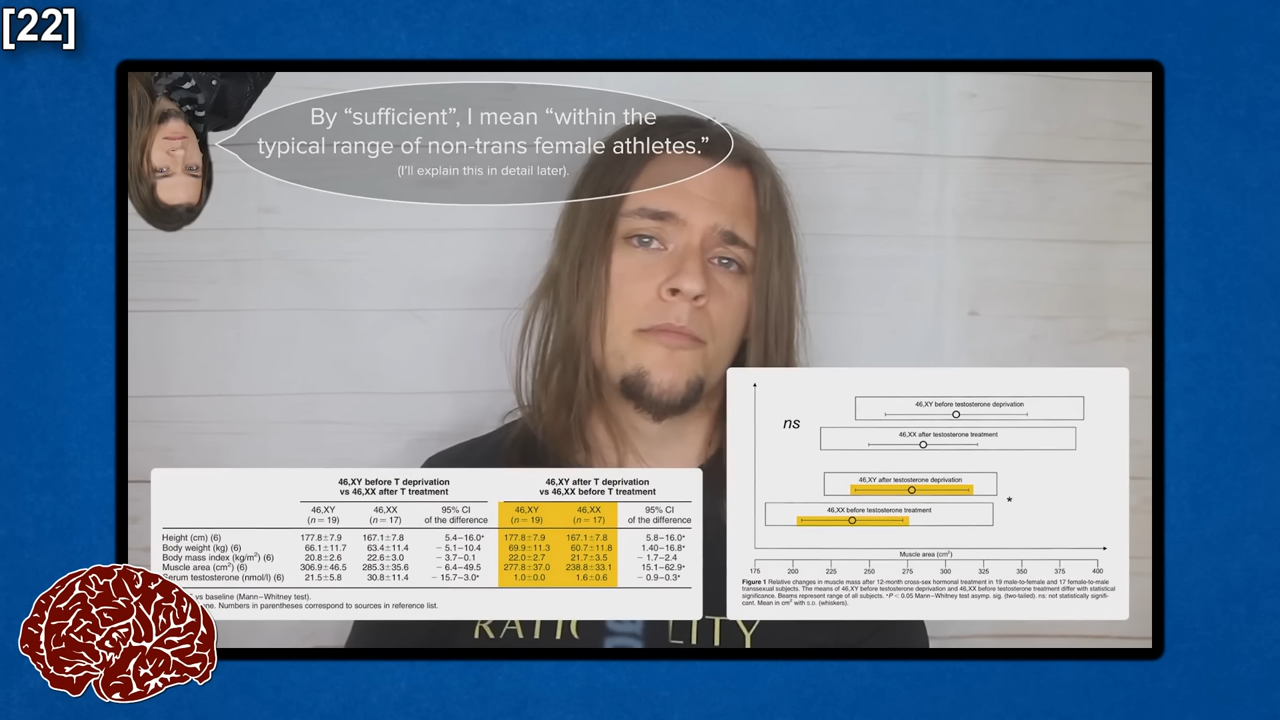 [22]
By “sufficient”, I mean “within the
typical range of non-trans female athletes.”
(I’ll explain this in detail later).
46,XY before T deprivation
vs 46,XX after T treatment
46,XY after T deprivation
vs 46,XX before T treatment
46,XY (n = 19) 46,XX (n = 17) 95% CI of the difference 46,XY (n = 19) 46,XX (n = 17) 95% CI of the difference
Height (cm) (6) 177.8±7.9 167.1±7.8 5.4–16.0* 177.8±7.9 167.1±7.8 5.8–16.0*
Body weight (kg) (6) 66.1±11.7 63.4±11.4 − 5.1–10.4 69.9±11.3 60.7±11.8 1.40–16.8*
Body mass index (kg/m²) (6) 20.8±2.6 22.6±3.0 − 3.7–0.1 22.0±2.7 21.7±3.5 − 1.7–2.4
Muscle area (cm²) (6) 306.9±46.5 285.3±35.6 − 6.4–49.5 277.8±37.0 238.8±33.1 15.1–62.9*
Serum testosterone (nmol/l) (6) 21.5±5.8 30.8±11.4 − 15.7–3.0* 1.0±0.0 1.6±0.6 − 0.9–0.3*
vs baseline (Mann–Whitney test).
one. Numbers in parentheses correspond to sources in reference list.
ns
46,XY before testosterone deprivation
46,XX after testosterone treatment
46,XY after testosterone deprivation
*
46,XX before testosterone treatment
Muscle area (cm²)
175 200 225 250 275 300 325 350 375 400
Figure 1 Relative changes in muscle mass after 12-month cross-sex hormonal treatment in 19 male-to-female and 17 female-to-male
transsexual subjects. The means of 46,XY before testosterone deprivation and 46,XX after testosterone treatment differ with statistical
significance. Beams represent range of all subjects. *P < 0.05 Mann–Whitney test asymp. sig. (two-tailed). ns: not statistically signifi-
cant. Mean in cm² with S.D. (whiskers).